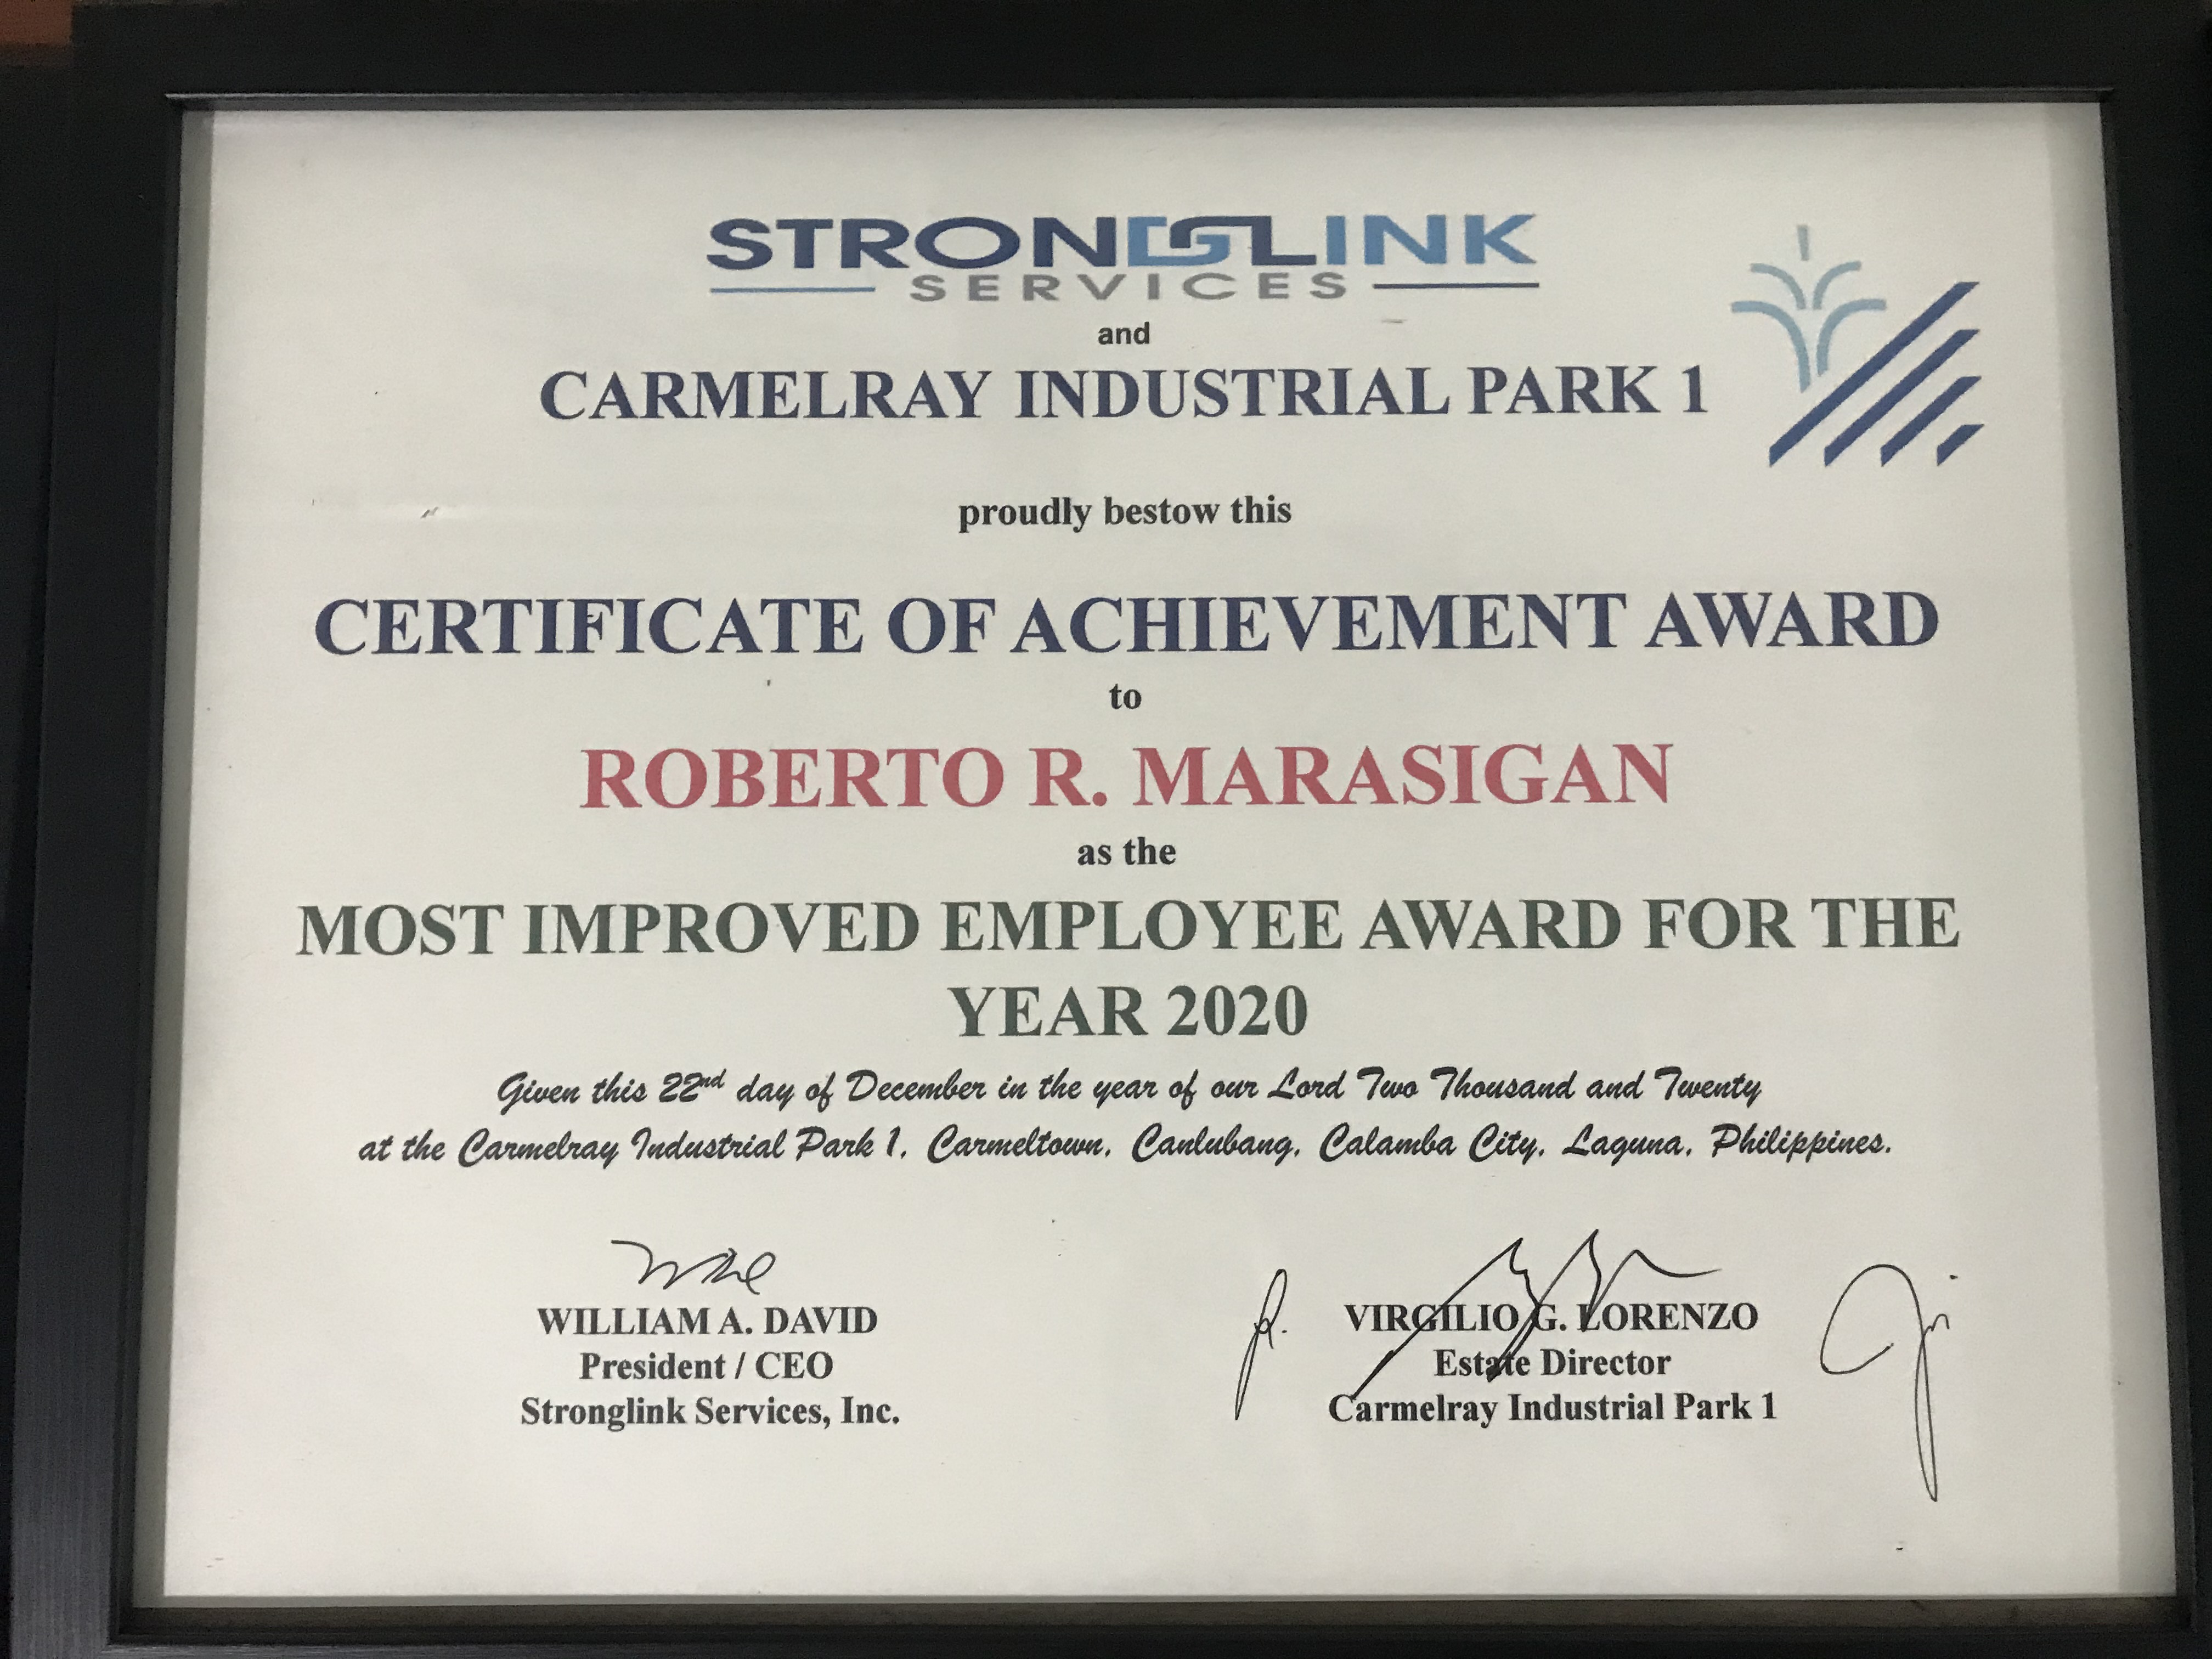 STRONGLINK
SERVICES
and
CARMELRAY INDUSTRIAL PARK 1
proudly bestow this
CERTIFICATE OF ACHIEVEMENT AWARD
to
ROBERTO R. MARASIGAN
as the
MOST IMPROVED EMPLOYEE AWARD FOR THE
YEAR 2020
Given this 22nd day of December in the year of our Lord Two Thousand and Twenty
at the Carmelray Industrial Park 1, Carmeltown, Canlubang, Calamba City, Laguna, Philippines.
WILLIAM A. DAVID
President / CEO
Stronglink Services, Inc.
VIRGILIO G. LORENZO
Estate Director
Carmelray Industrial Park 1